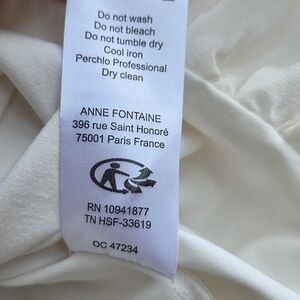 Do not wash
Do not bleach
Do not tumble dry
Cool iron
Perchlo Professional
Dry clean
ANNE FONTAINE
396 rue Saint Honoré
75001 Paris France
RN 10941877
TN HSF-33619
OC 47234